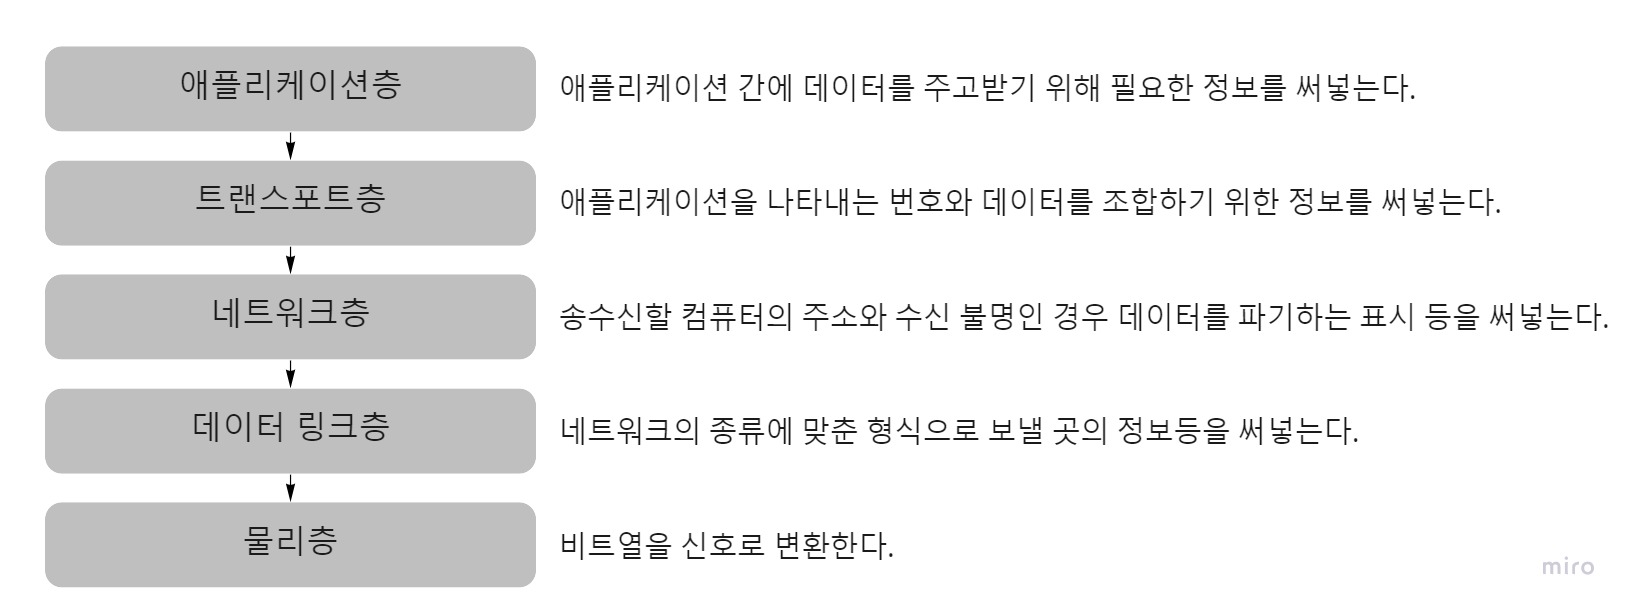 애플리케이션층
애플리케이션 간에 데이터를 주고받기 위해 필요한 정보를 써넣는다.
트랜스포트층
애플리케이션을 나타내는 번호와 데이터를 조합하기 위한 정보를 써넣는다.
네트워크층
송수신할 컴퓨터의 주소와 수신 불명인 경우 데이터를 파기하는 표시 등을 써넣는다.
데이터 링크층
네트워크의 종류에 맞춘 형식으로 보낼 곳의 정보등을 써넣는다.
물리층
비트열을 신호로 변환한다.
miro